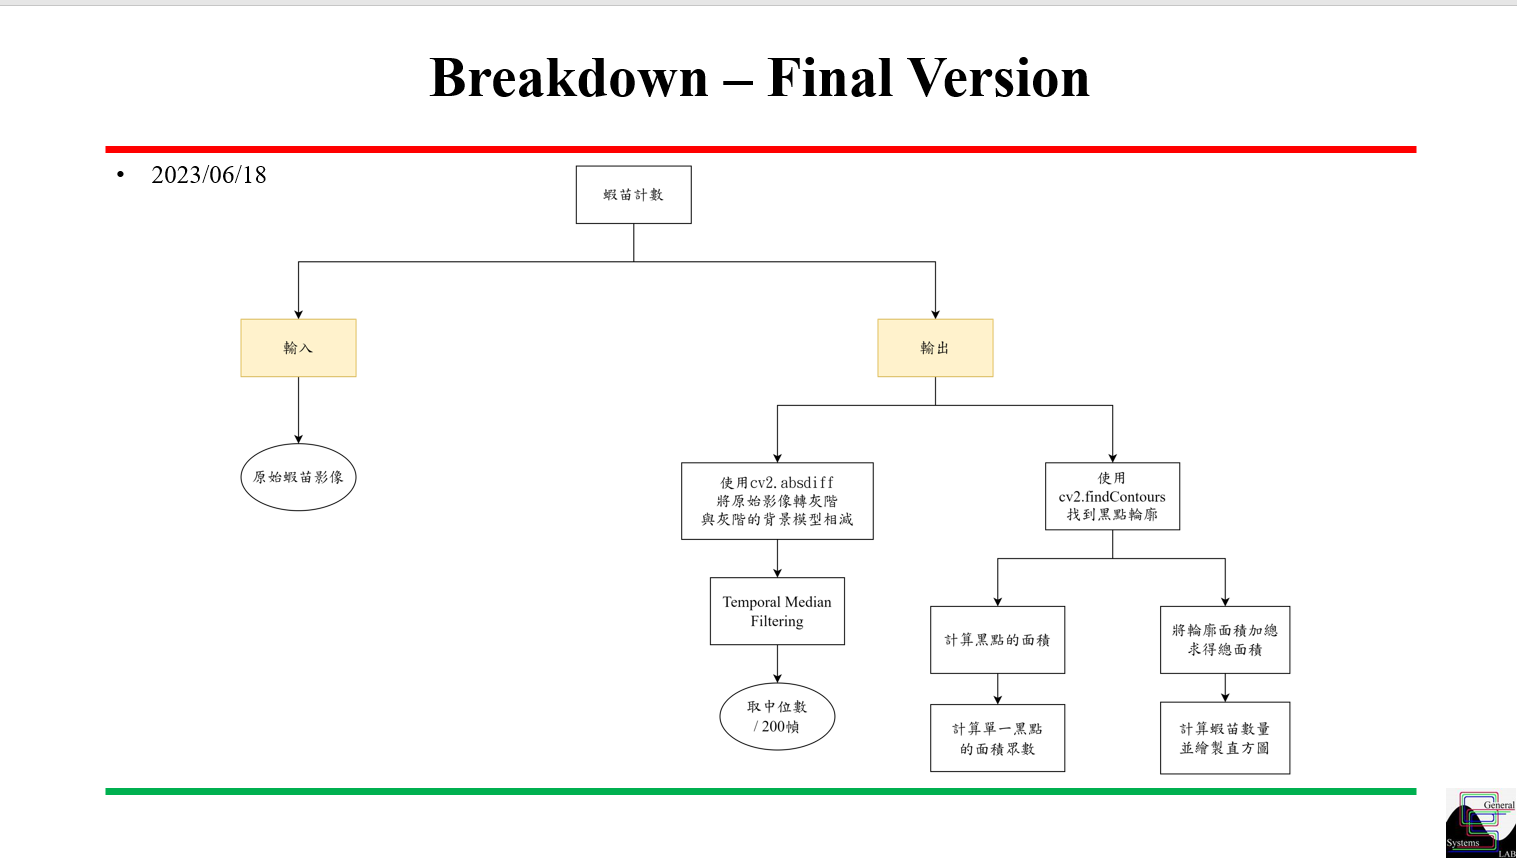 Breakdown – Final Version
• 2023/06/18
蝦苗計數
輸入
輸出
原始蝦苗影像
使用cv2.absdiff
將原始影像轉灰階
與灰階的背景模型相減
使用
cv2.findContours
找到黑點輪廓
Temporal Median
Filtering
計算黑點的面積
將輪廓面積加總
求得總面積
取中位數
/ 200幀
計算單一黑點
的面積眾數
計算蝦苗數量
並繪製直方圖
General
Systems
LAB